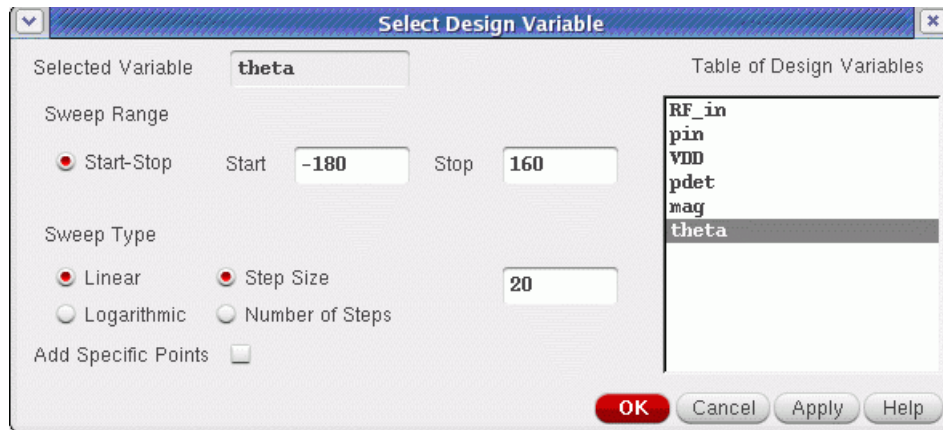 Select Design Variable
Selected Variable theta
Sweep Range
Start-Stop Start -180 Stop 160
Sweep Type
Linear Step Size 20
Logarithmic Number of Steps
Add Specific Points
Table of Design Variables
RF_in
pin
VDD
pdet
mag
theta
OK Cancel Apply Help